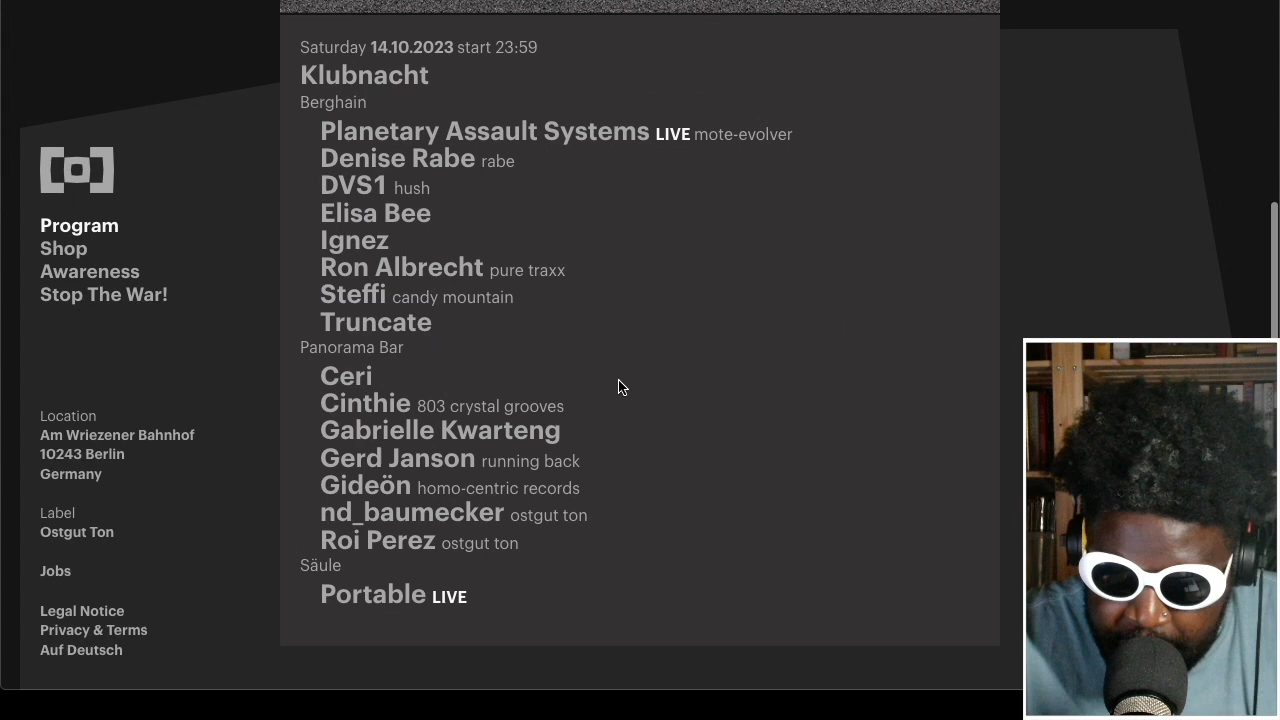 Saturday 14.10.2023 start 23:59
Klubnacht
Berghain
Planetary Assault Systems LIVE mote-evolver
Denise Rabe rabe
DVS1 hush
Elisa Bee
Ignez
Ron Albrecht pure traxx
Steffi candy mountain
Truncate
Panorama Bar
Ceri
Cinthie 803 crystal grooves
Gabrielle Kwarteng
Gerd Janson running back
Gideön homo-centric records
nd_baumecker ostgut ton
Roi Perez ostgut ton
Säule
Portable LIVE
Program
Shop
Awareness
Stop The War!
Location
Am Wriezener Bahnhof
10243 Berlin
Germany
Label
Ostgut Ton
Jobs
Legal Notice
Privacy & Terms
Auf Deutsch